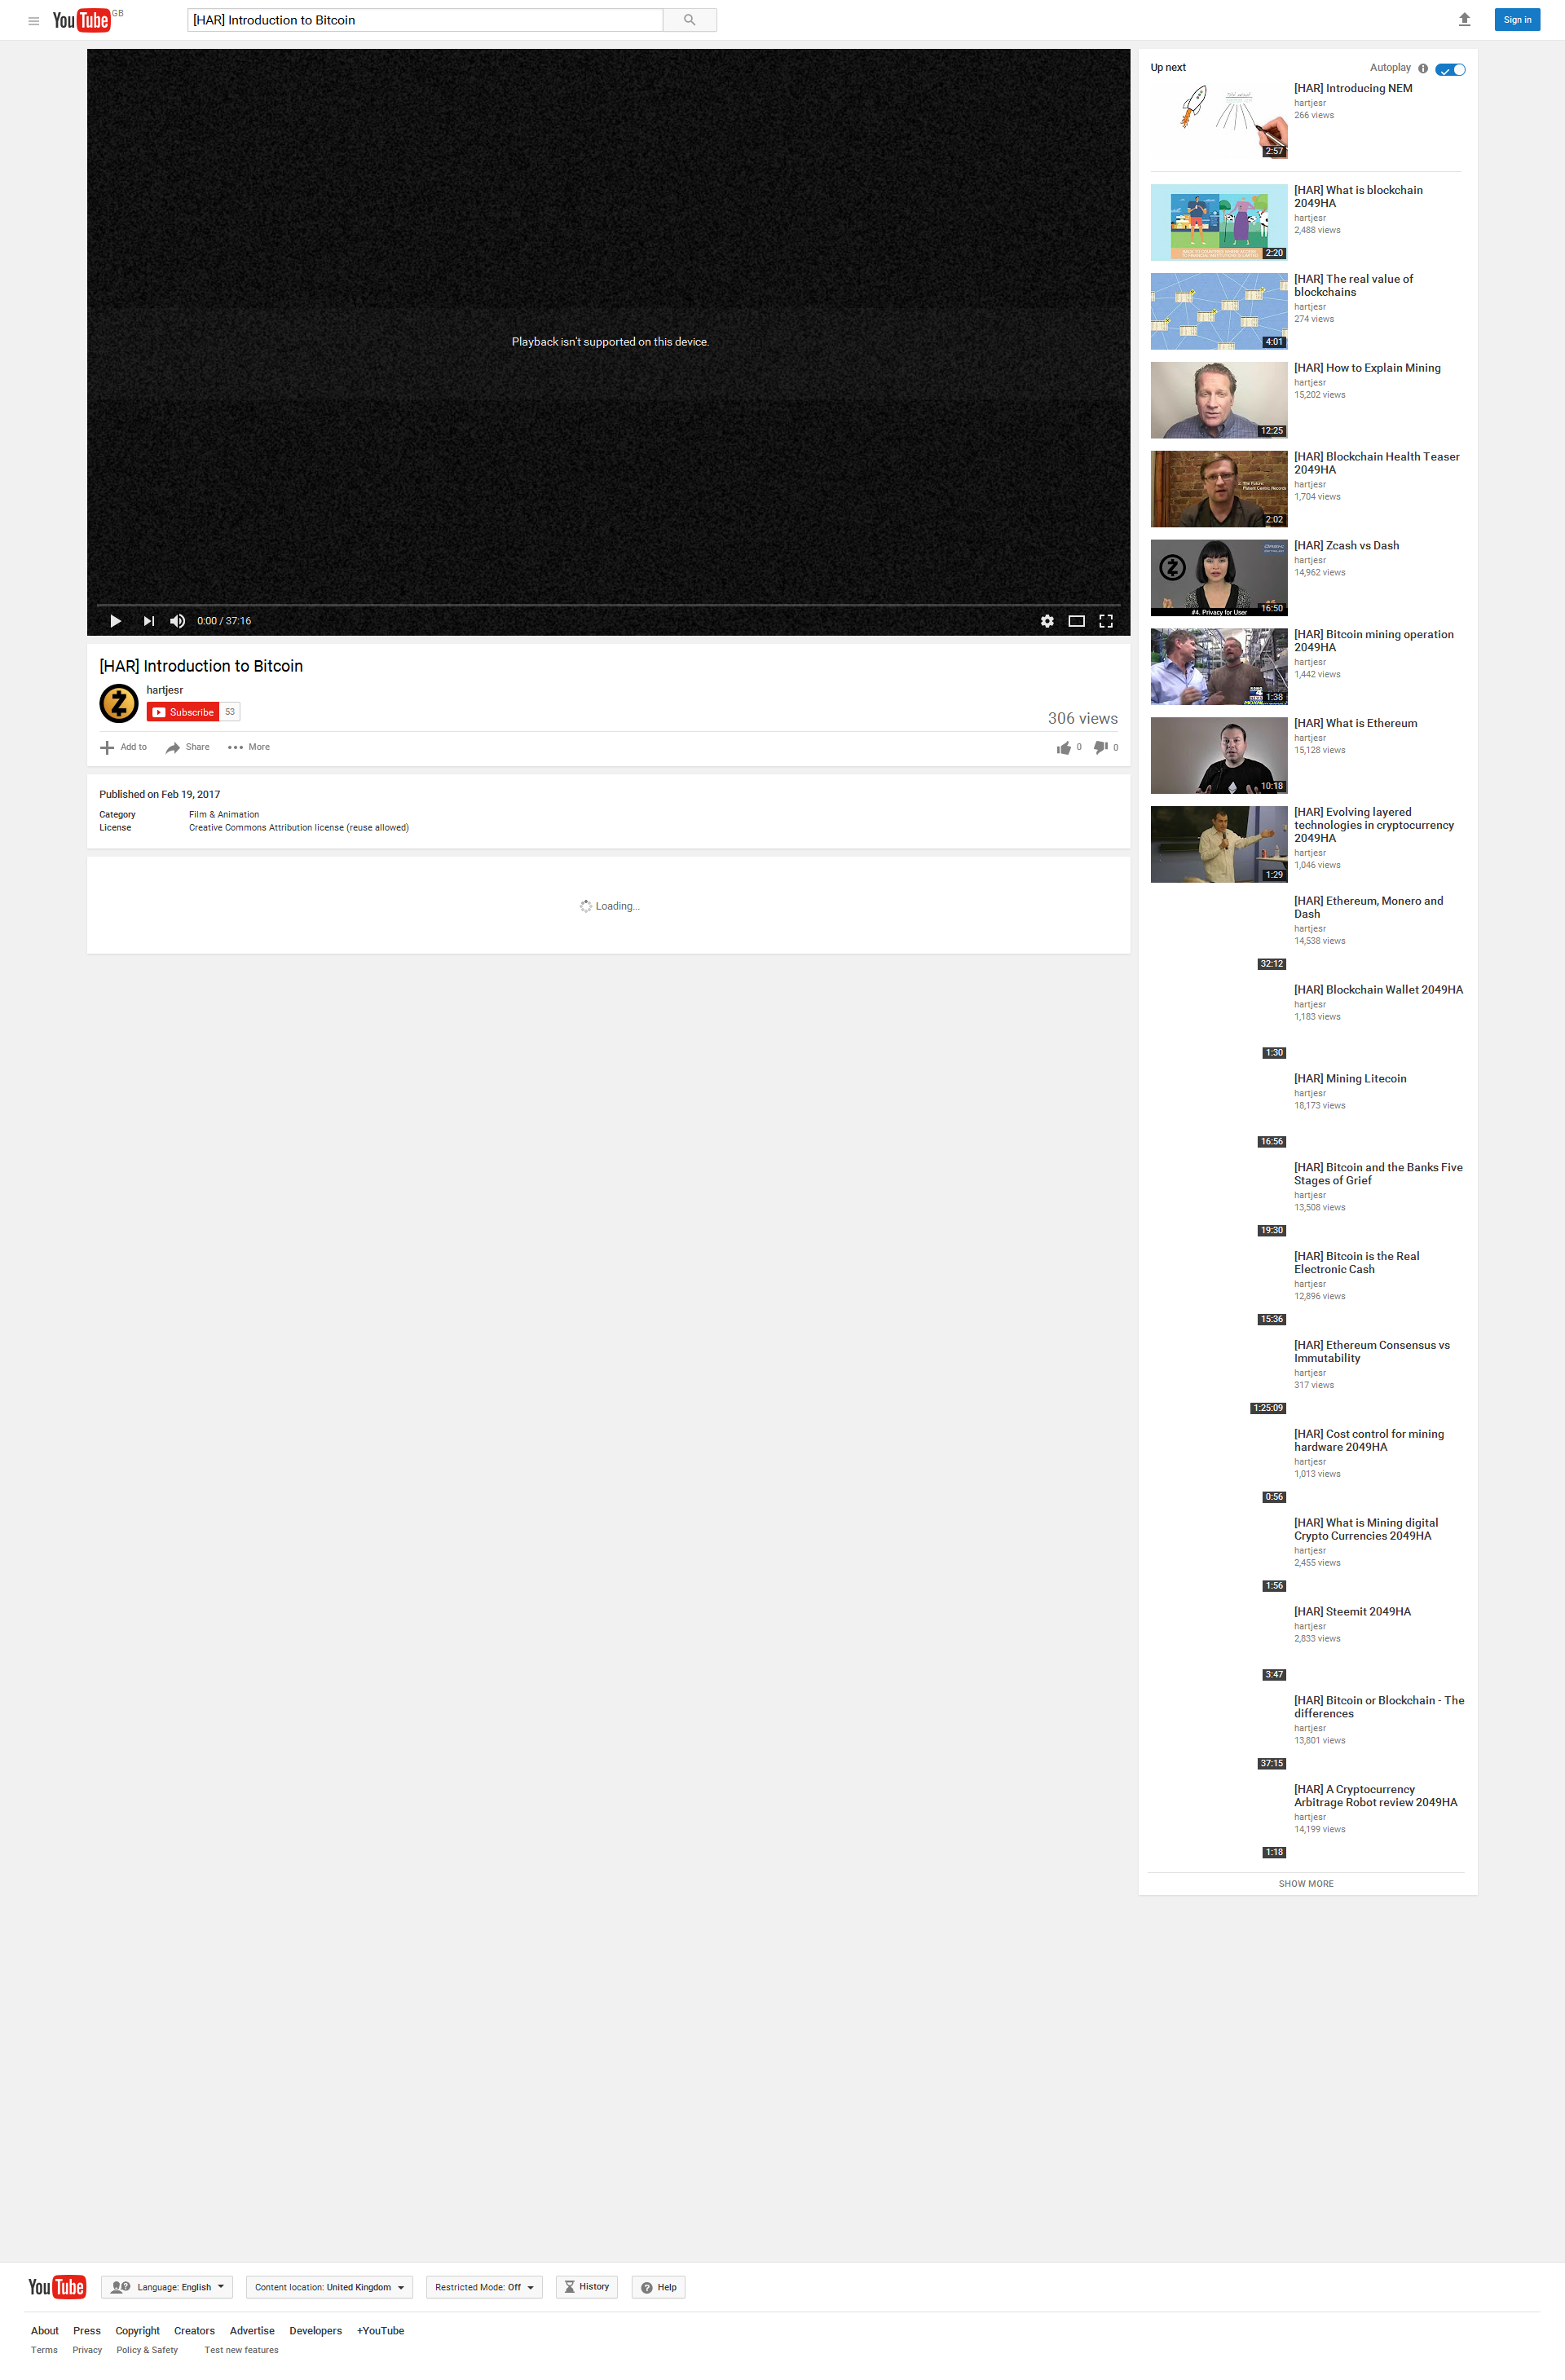 YouTube GB
[HAR] Introduction to Bitcoin
Sign in
Playback isn't supported on this device.
0:00 / 37:16
[HAR] Introduction to Bitcoin
hartjesr
Subscribe 53
306 views
Add to Share More 0 0
Published on Feb 19, 2017
Category Film & Animation
License Creative Commons Attribution license (reuse allowed)
Loading...
Up next Autoplay
[HAR] Introducing NEM
hartjesr
266 views
2:57
[HAR] What is blockchain
2049HA
hartjesr
2,488 views
2:20
[HAR] The real value of
blockchains
hartjesr
274 views
4:01
[HAR] How to Explain Mining
hartjesr
15,202 views
12:25
[HAR] Blockchain Health Teaser
2049HA
hartjesr
1,704 views
2. The Future:
Patient Centric Records
2:02
[HAR] Zcash vs Dash
hartjesr
14,962 views
16:50
#4. Privacy for User
[HAR] Bitcoin mining operation
2049HA
hartjesr
1,442 views
1:38
[HAR] What is Ethereum
hartjesr
15,128 views
10:18
[HAR] Evolving layered
technologies in cryptocurrency
2049HA
hartjesr
1,046 views
1:29
[HAR] Ethereum, Monero and
Dash
hartjesr
14,538 views
32:12
[HAR] Blockchain Wallet 2049HA
hartjesr
1,183 views
1:30
[HAR] Mining Litecoin
hartjesr
18,173 views
16:56
[HAR] Bitcoin and the Banks Five
Stages of Grief
hartjesr
13,508 views
19:30
[HAR] Bitcoin is the Real
Electronic Cash
hartjesr
12,896 views
15:36
[HAR] Ethereum Consensus vs
Immutability
hartjesr
317 views
1:25:09
[HAR] Cost control for mining
hardware 2049HA
hartjesr
1,013 views
0:56
[HAR] What is Mining digital
Crypto Currencies 2049HA
hartjesr
2,455 views
1:56
[HAR] Steemit 2049HA
hartjesr
2,833 views
3:47
[HAR] Bitcoin or Blockchain - The
differences
hartjesr
13,801 views
37:15
[HAR] A Cryptocurrency
Arbitrage Robot review 2049HA
hartjesr
14,199 views
1:18
SHOW MORE
YouTube Language: English Content location: United Kingdom Restricted Mode: Off History Help
About Press Copyright Creators Advertise Developers +YouTube
Terms Privacy Policy & Safety Test new features